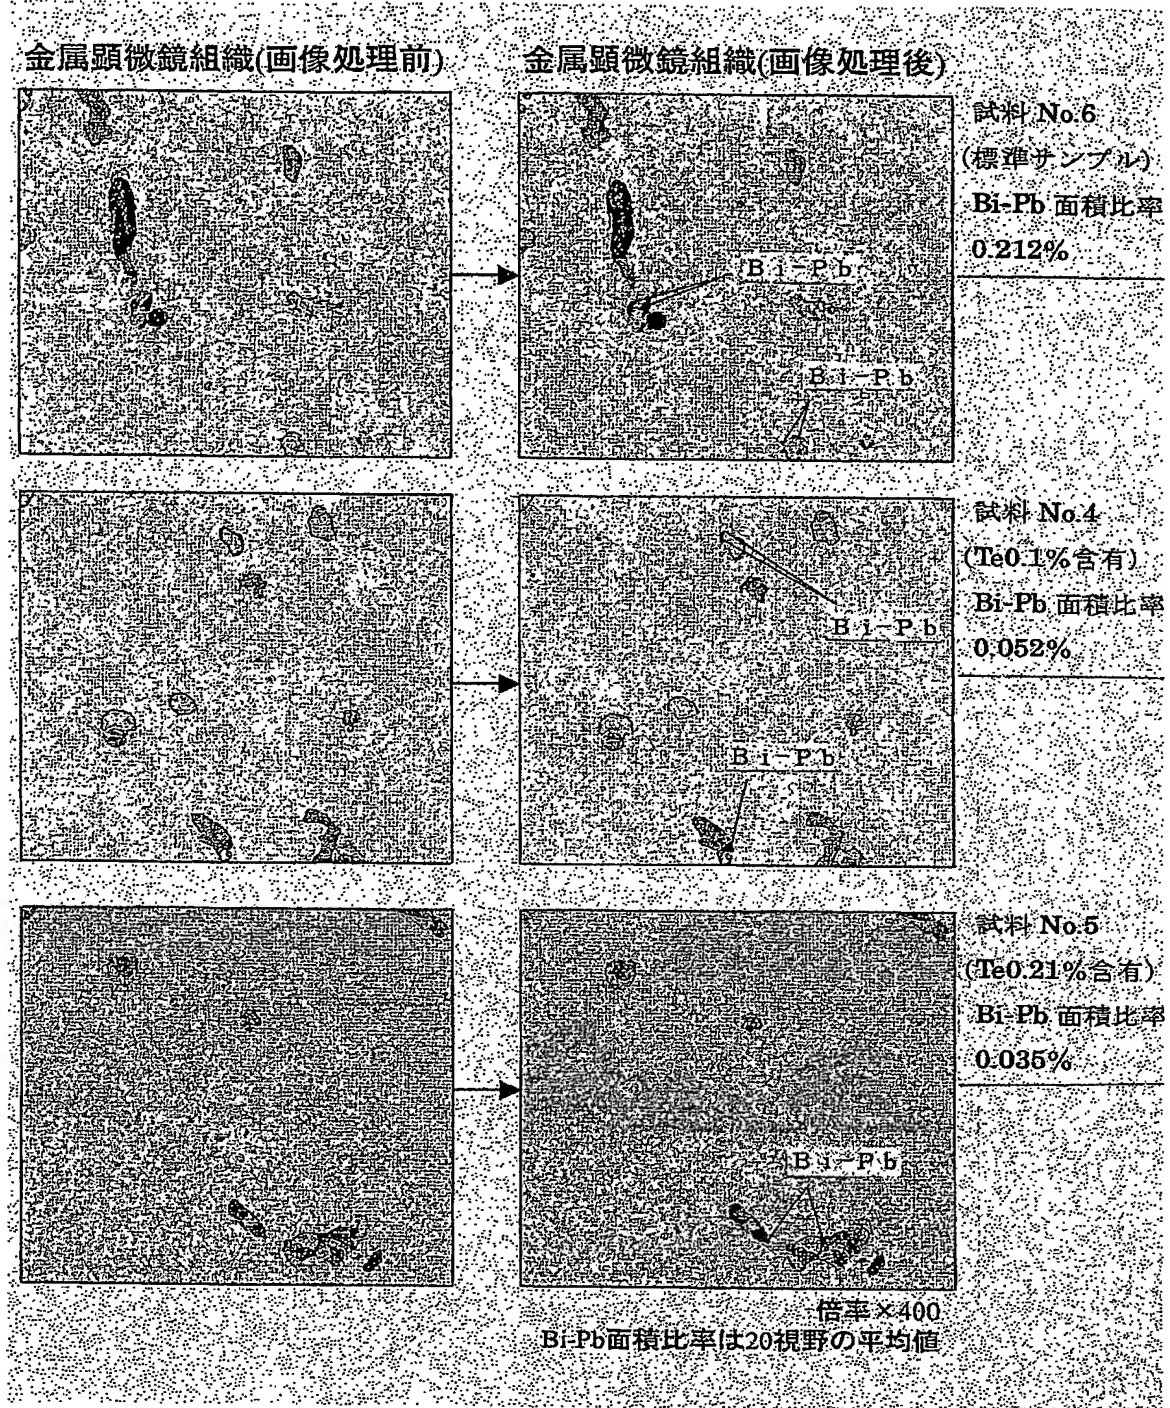 金属顕微鏡組織(画像処理前)
金属顕微鏡組織(画像処理後)
試料 No.6
(標準サンプル)
Bi-Pb 面積比率
0.212%
Bi-Pb
Bi-Pb
試料 No.4
(Te0.1%含有)
Bi-Pb 面積比率
0.052%
Bi-Pb
Bi-Pb
試料 No.5
(Te0.21%含有)
Bi-Pb 面積比率
0.035%
Bi-Pb
倍率×400
Bi-Pb面積比率は20視野の平均値